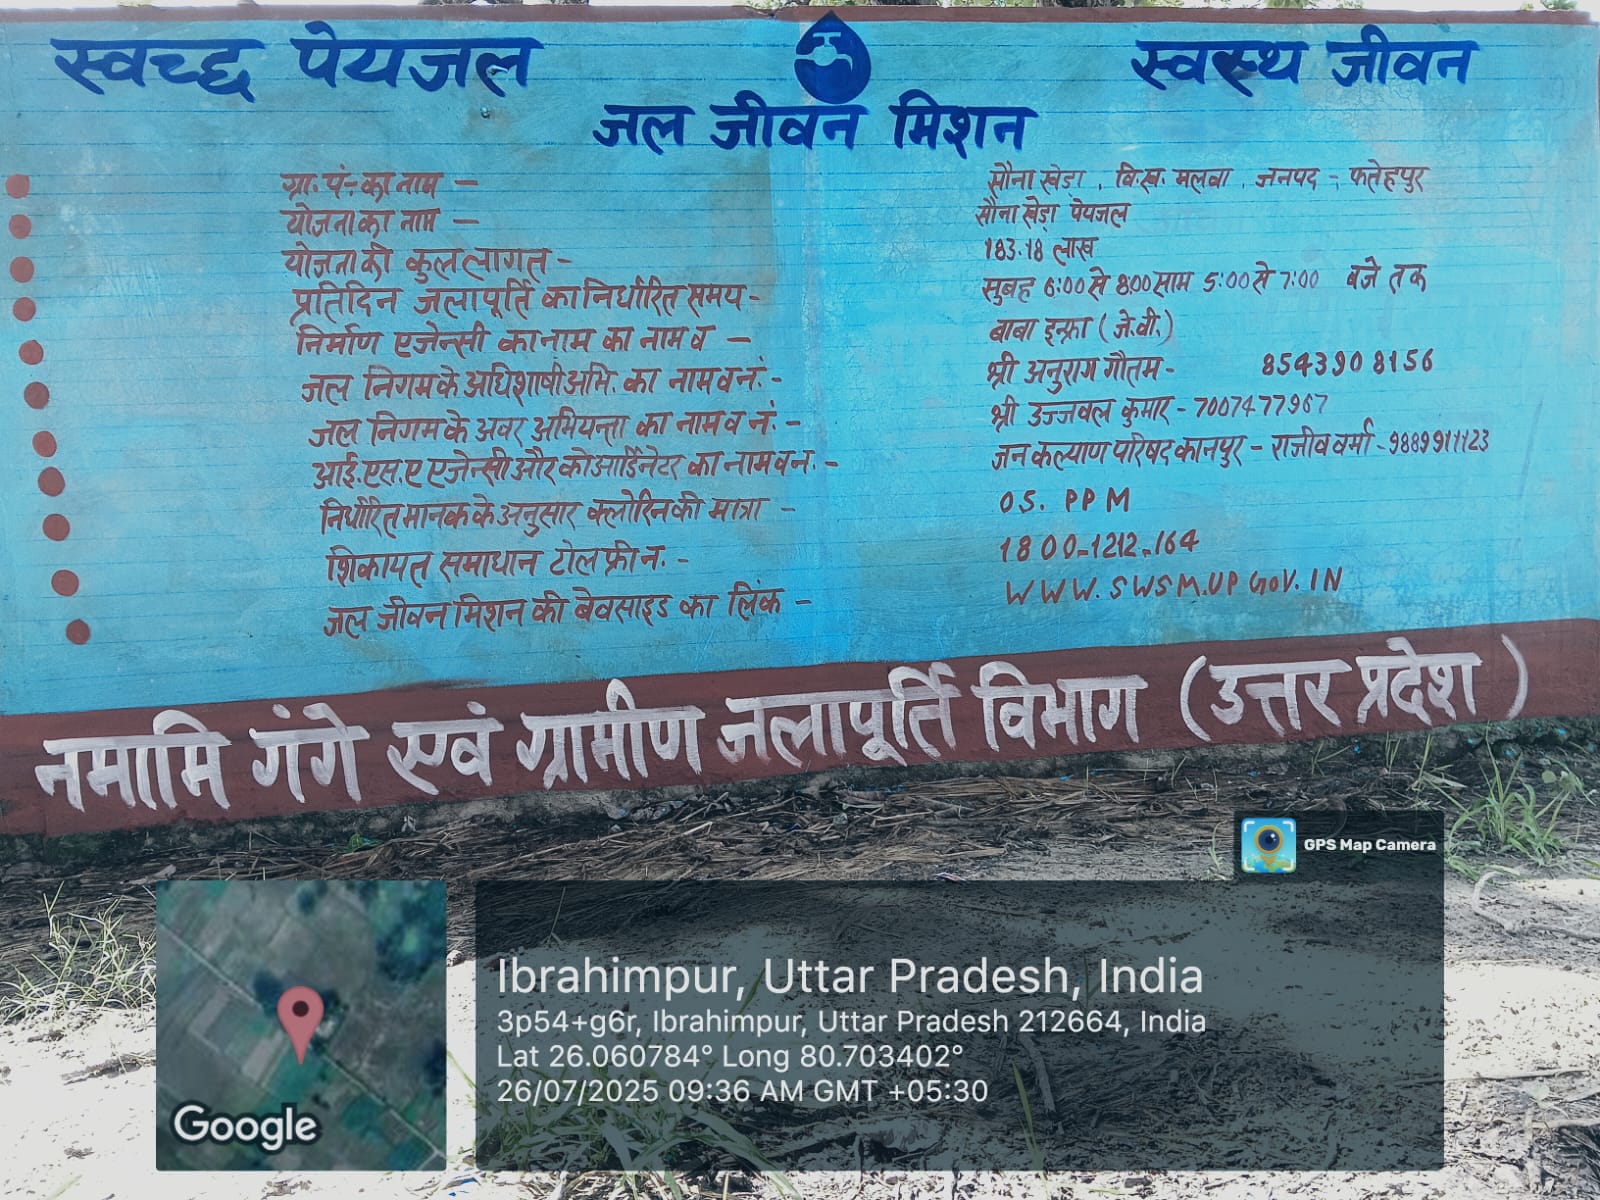 स्वच्छ पेयजल
स्वस्थ जीवन
जल जीवन मिशन
ग्रा. पं. का नाम – सौना खेडा , वि.ख. मलवा , जनपद - फतेहपुर
योजना का नाम – सौना खेड़ा पेयजल
योजना की कुल लागत - 183.18 लाख
प्रतिदिन जलापूर्ति का निर्धारित समय - सुबह 6:00 से 8:00 साम 5:00 से 7:00 बजे तक
निर्माण एजेन्सी का नाम का नाम व – बाबा इन्फ्रा (जे.वी.)
जल निगम के अधिशाषी अभि. का नाम व नं. - श्री अनुराग गौतम - 8543908156
जल निगम के अवर अभियन्ता का नाम व नं. - श्री उज्जवल कुमार - 7007477967
आई.एस.ए एजेन्सी और कोआर्डिनेटर का नाम व न. - जन कल्याण परिषद कानपुर - राजीव वर्मा - 9889911123
निर्धारित मानक के अनुसार क्लोरिन की मात्रा - 05. PPM
शिकायत समाधान टोल फ्री न. - 1800-1212-164
जल जीवन मिशन की बेवसाइड का लिंक - WWW.SWSM.UP GOV.IN
नमामि गंगे एवं ग्रामीण जलापूर्ति विभाग (उत्तर प्रदेश)
GPS Map Camera
Ibrahimpur, Uttar Pradesh, India
3p54+g6r, Ibrahimpur, Uttar Pradesh 212664, India
Lat 26.060784° Long 80.703402°
26/07/2025 09:36 AM GMT +05:30
Google